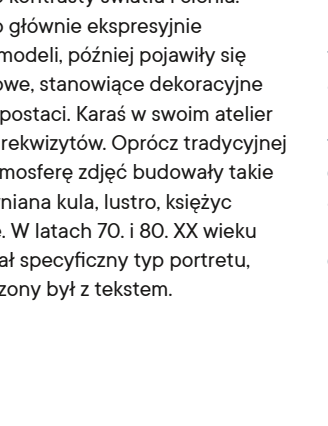 kontrasty światła i cienia.
głównie ekspresyjnie
modeli, później pojawiły się
owe, stanowiące dekoracyjne
postaci. Karaś w swoim atelier
rekwizytów. Oprócz tradycyjnej
mosferę zdjęć budowały takie
niana kula, lustro, księżyc
. W latach 70. i 80. XX wieku
ał specyficzny typ portretu,
zony był z tekstem.